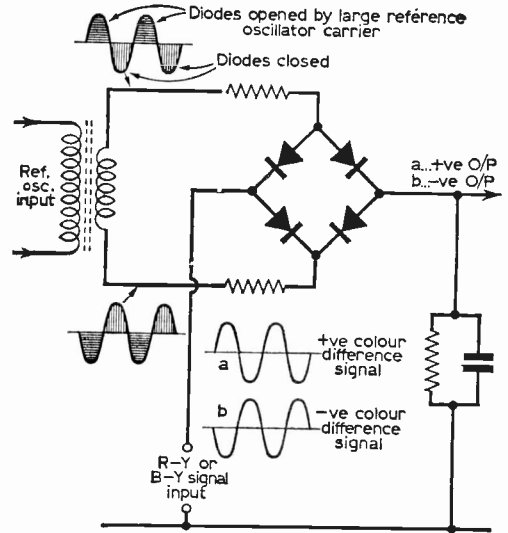 Diodes opened by large reference
oscillator carrier
Diodes closed
Ref.
osc.
input
a...+ve O/P
b...-ve O/P
+ve colour
difference
signal
a
b
-ve colour
difference
signal
R-Y or
B-Y signal
input